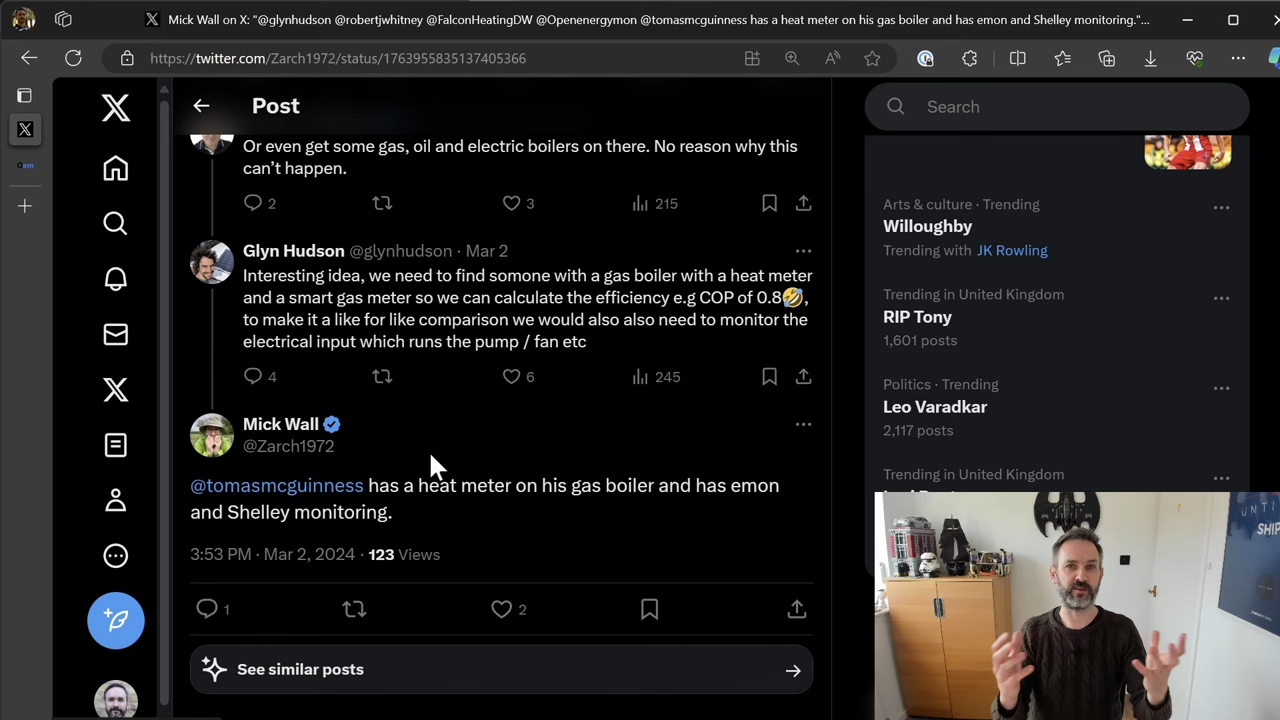 Mick Wall on X: "@glynhudson @robertjwhitney @FalconHeatingDW @Openenergymon @tomasmcguinness has a heat meter on his gas boiler and has emon and Shelley monitoring."...
https://twitter.com/Zarch1972/status/1763955835137405366
Post
Search
Or even get some gas, oil and electric boilers on there. No reason why this
can’t happen.
2 3 215
Glyn Hudson @glynhudson · Mar 2
Interesting idea, we need to find somone with a gas boiler with a heat meter
and a smart gas meter so we can calculate the efficiency e.g COP of 0.8🤣,
to make it a like for like comparison we would also also need to monitor the
electrical input which runs the pump / fan etc
4 6 245
Mick Wall
@Zarch1972
@tomasmcguinness has a heat meter on his gas boiler and has emon
and Shelley monitoring.
3:53 PM · Mar 2, 2024 · 123 Views
1 2
See similar posts
Arts & culture · Trending
Willoughby
Trending with JK Rowling
Trending in United Kingdom
RIP Tony
1,601 posts
Politics · Trending
Leo Varadkar
2,117 posts
Trending in United Kingdom
UNTI
SHIP